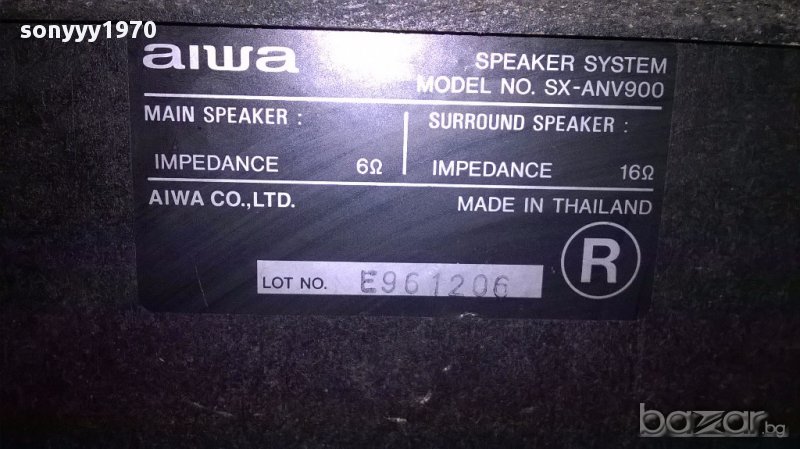 sonyyy1970
aiwa
SPEAKER SYSTEM
MODEL NO. SX-ANV900
MAIN SPEAKER :
IMPEDANCE 6Ω
SURROUND SPEAKER :
IMPEDANCE 16Ω
AIWA CO.,LTD.
MADE IN THAILAND
R
LOT NO. E961206
bazar.bg